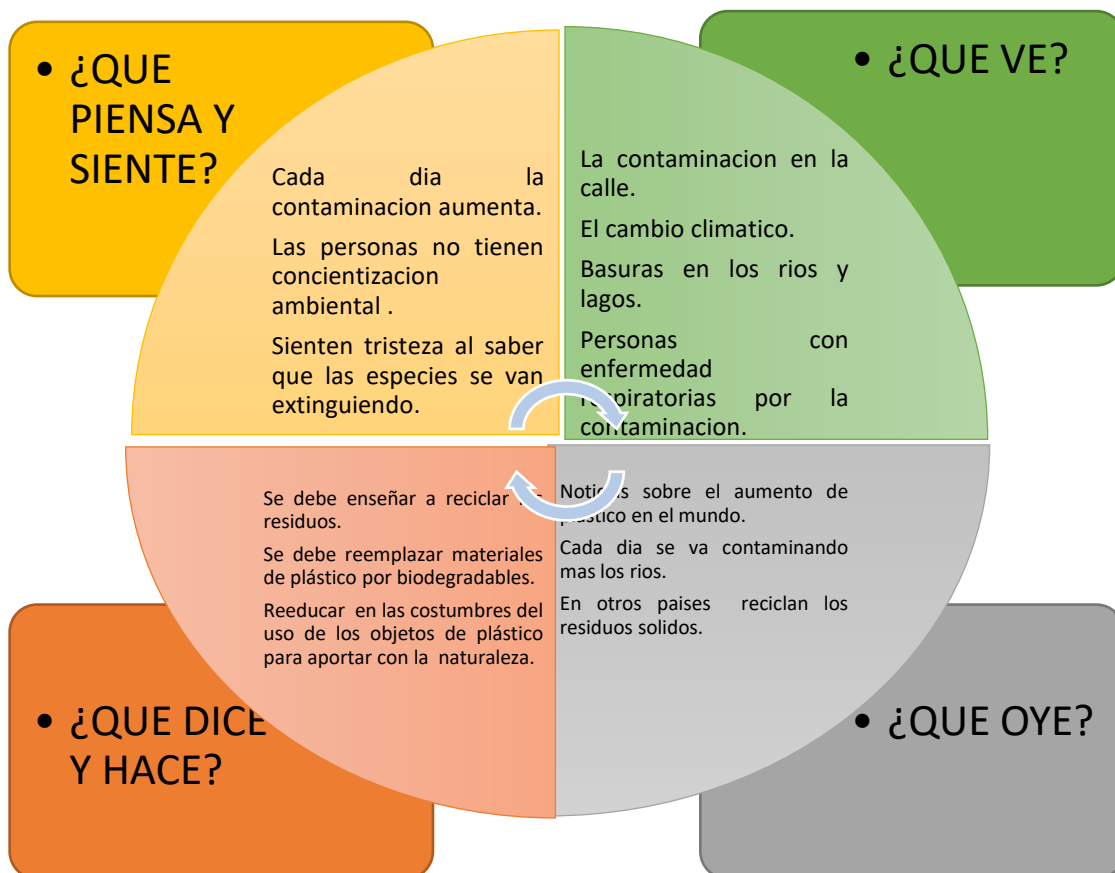 • ¿QUE
PIENSA Y
SIENTE?
Cada dia la
contaminacion aumenta.
Las personas no tienen
concientizacion
ambiental .
Sienten tristeza al saber
que las especies se van
extinguiendo.
• ¿QUE VE?
La contaminacion en la
calle.
El cambio climatico.
Basuras en los rios y
lagos.
Personas con
enfermedad
respiratorias por la
contaminacion.
Se debe enseñar a reciclar
residuos.
Se debe reemplazar materiales
de plástico por biodegradables.
Reeducar en las costumbres del
uso de los objetos de plástico
para aportar con la naturaleza.
• ¿QUE DICE
Y HACE?
Noticias sobre el aumento de
plástico en el mundo.
Cada dia se va contaminando
mas los rios.
En otros paises reciclan los
residuos solidos.
• ¿QUE OYE?